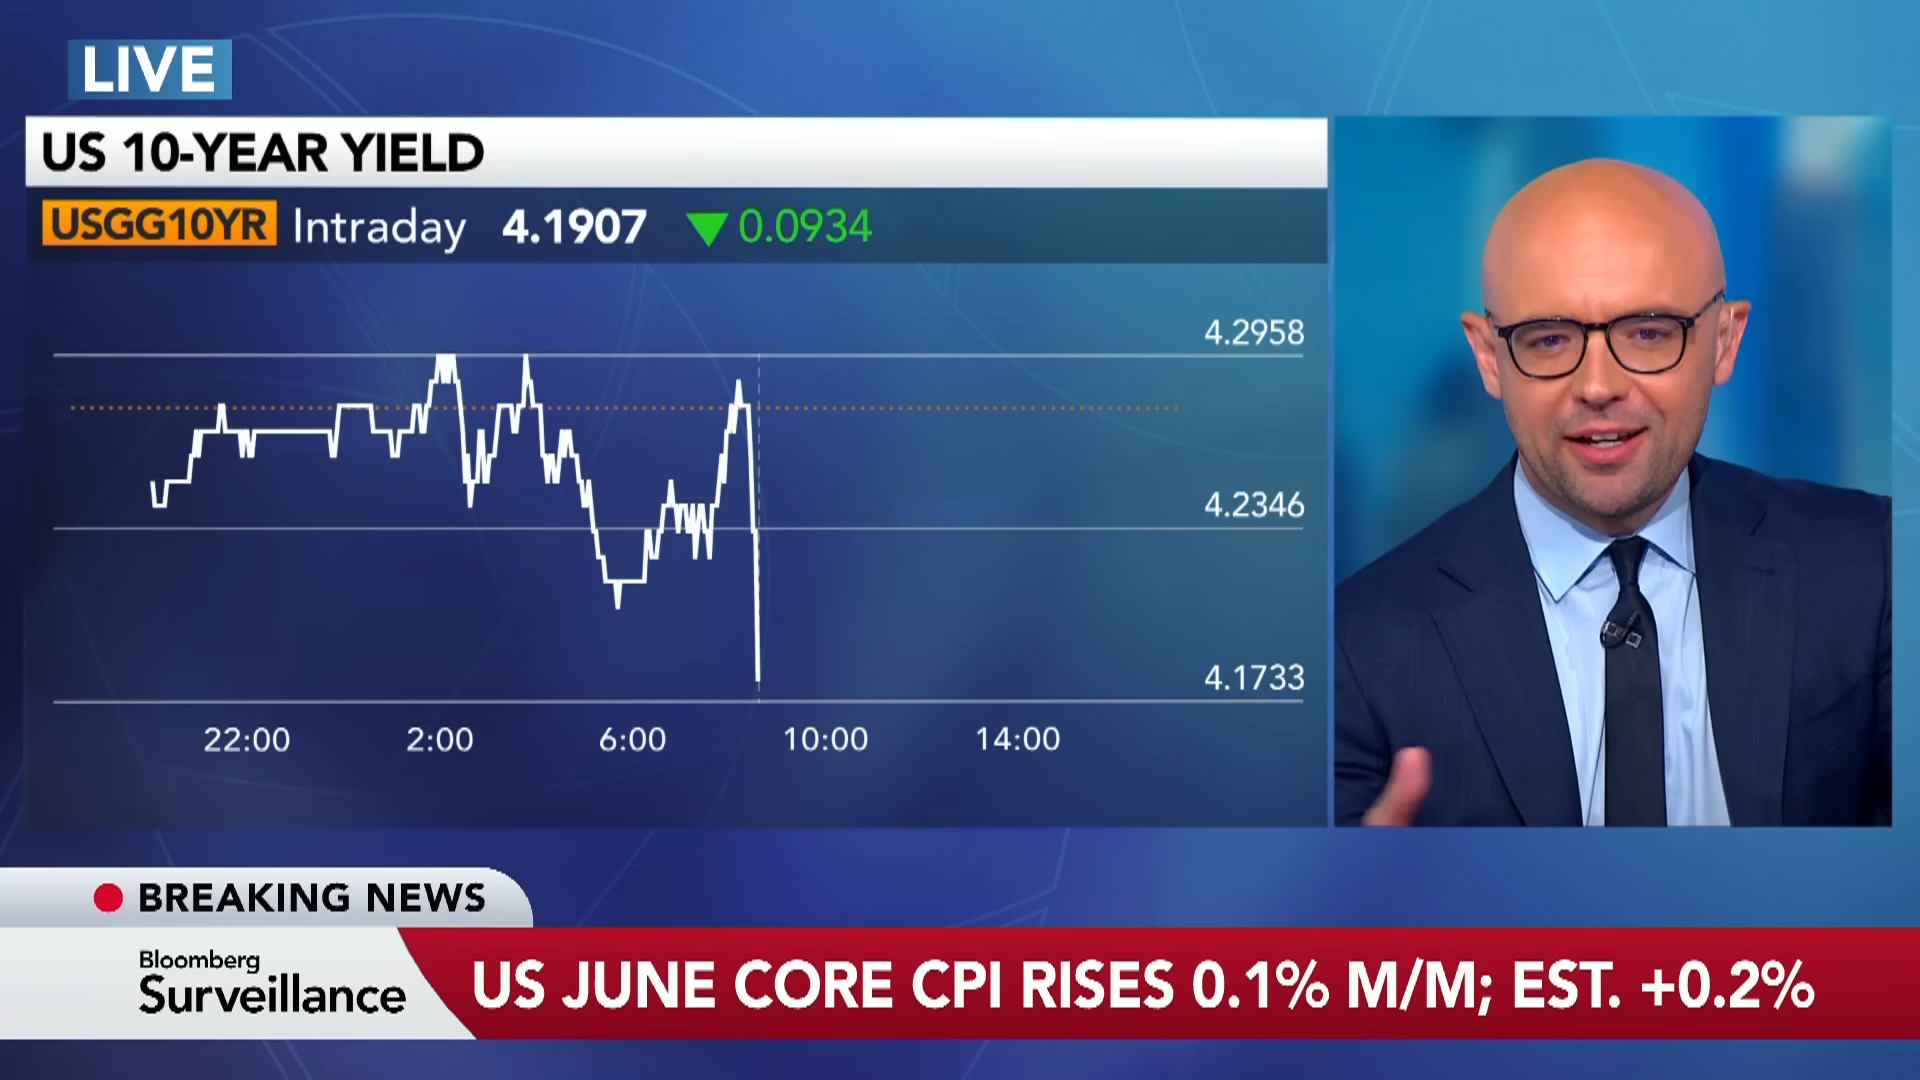 LIVE
US 10-YEAR YIELD
USGG10YR Intraday 4.1907 ▼0.0934
4.2958
4.2346
4.1733
22:00 2:00 6:00 10:00 14:00
BREAKING NEWS
Bloomberg
Surveillance
US JUNE CORE CPI RISES 0.1% M/M; EST. +0.2%